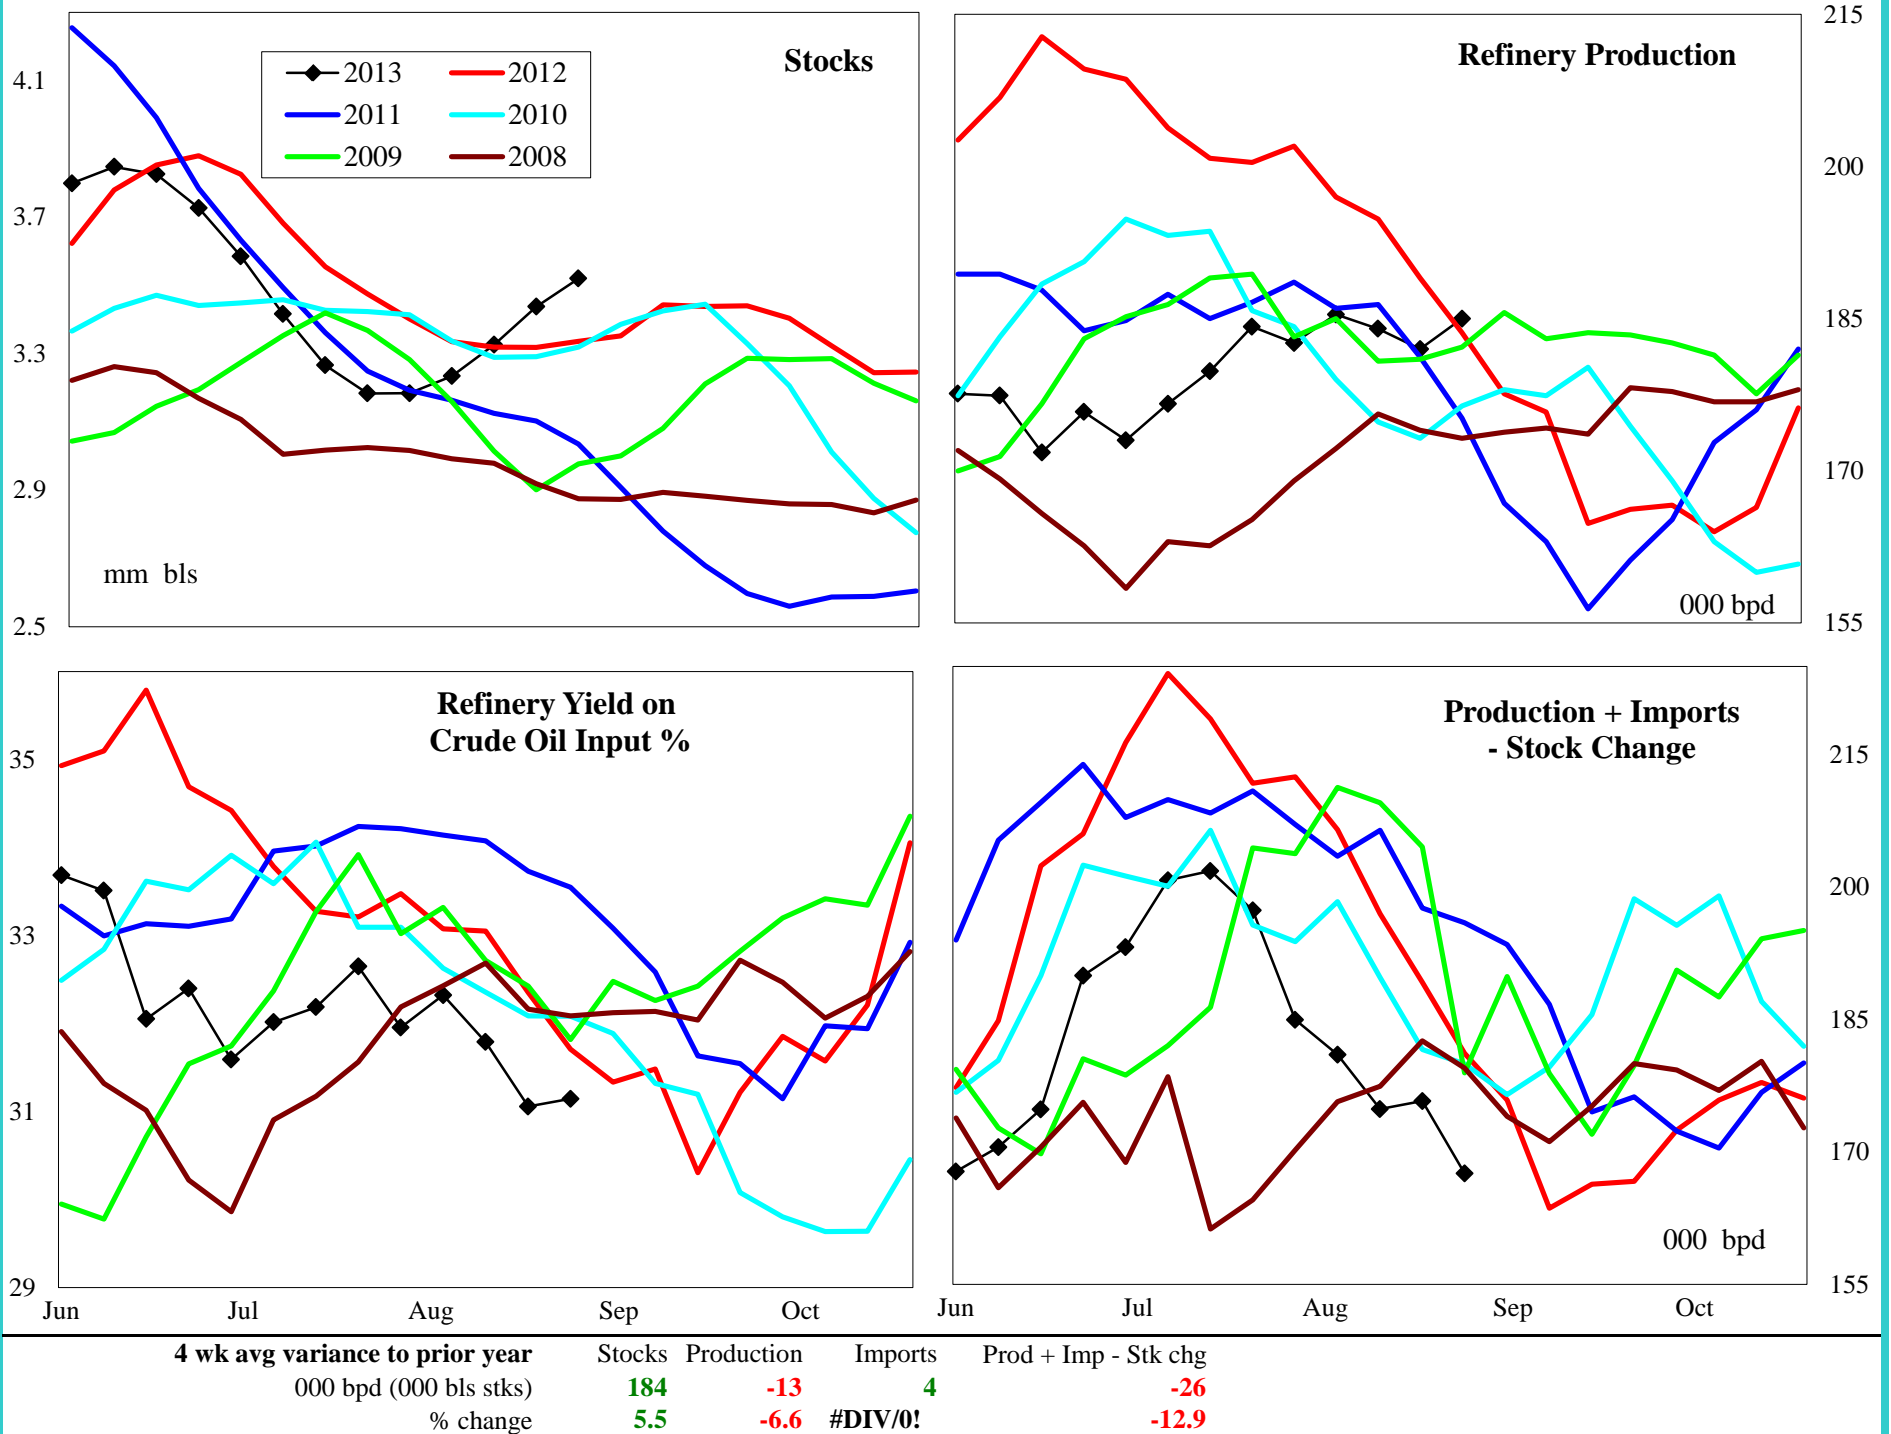 Stocks
4.1
3.7
3.3
2.9
2.5
2013 2012
2011 2010
2009 2008
mm bls
Refinery Production
215
200
185
170
155
000 bpd
Refinery Yield on
Crude Oil Input %
35
33
31
29
Jun Jul Aug Sep Oct
Production + Imports
- Stock Change
215
200
185
170
155
000 bpd
Jun Jul Aug Sep Oct
4 wk avg variance to prior year Stocks Production Imports Prod + Imp - Stk chg
000 bpd (000 bls stks) 184 -13 4 -26
% change 5.5 -6.6 #DIV/0! -12.9